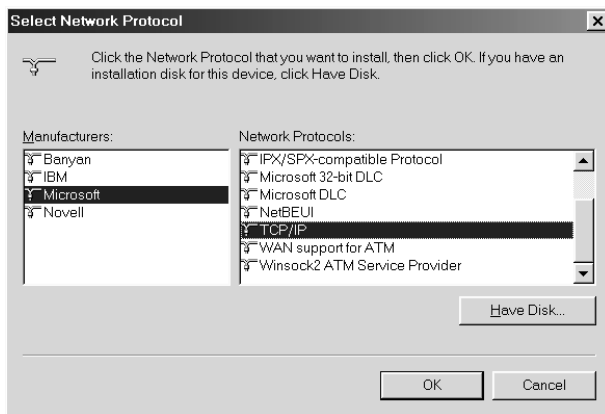 Select Network Protocol
Click the Network Protocol that you want to install, then click OK. If you have an
installation disk for this device, click Have Disk.
Manufacturers:
Banyan
IBM
Microsoft
Novell
Network Protocols:
IPX/SPX-compatible Protocol
Microsoft 32-bit DLC
Microsoft DLC
NetBEUI
TCP/IP
WAN support for ATM
Winsock2 ATM Service Provider
Have Disk...
OK
Cancel